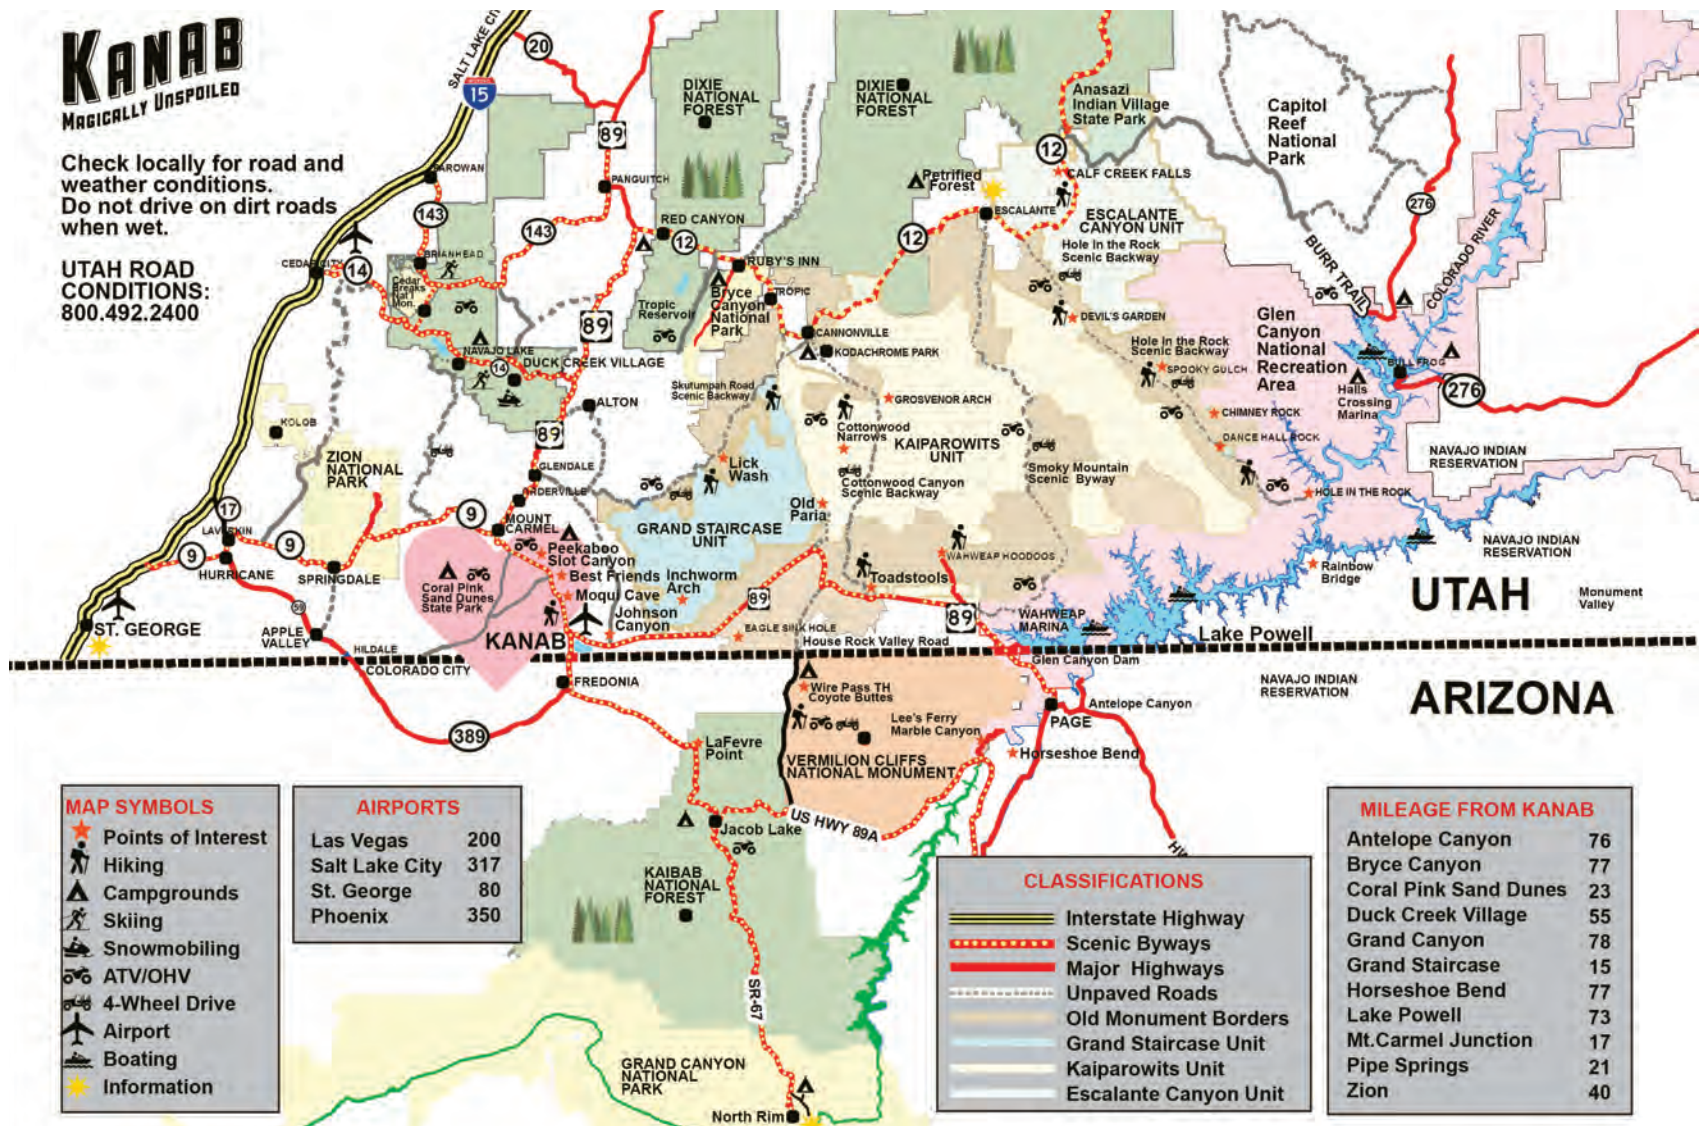 KANAB
MAGICALLY UNSPOILED
Check locally for road and
weather conditions.
Do not drive on dirt roads
when wet.
UTAH ROAD
CONDITIONS:
800.492.2400
SALT LAKE CITY
15
20
89
DIXIE
NATIONAL
FOREST
DIXIE
NATIONAL
FOREST
Anasazi
Indian Village
State Park
Capitol
Reef
National
Park
12
PAROWAN
PANGUITCH
143
143
RED CANYON
12
12
Petrified
Forest
CALF CREEK FALLS
ESCALANTE
ESCALANTE
CANYON UNIT
276
BURR TRAIL
COLORADO RIVER
CEDAR CITY
14
BRIANHEAD
Cedar
Breaks
Nat'l
Mon.
RUBY'S INN
TROPIC
Tropic
Reservoir
Bryce
Canyon
National
Park
Hole In the Rock
Scenic Backway
DEVIL'S GARDEN
Glen
Canyon
National
Recreation
Area
89
CANNONVILLE
KODACHROME PARK
NAVAJO LAKE
14
DUCK CREEK VILLAGE
Hole In the Rock
Scenic Backway
SPOOKY GULCH
BULL FROG
Halls
Crossing
Marina
276
Skutumpah Road
Scenic Backway
ALTON
GROSVENOR ARCH
CHIMNEY ROCK
KOLOB
89
Cottonwood
Narrows
KAIPAROWITS
UNIT
DANCE HALL ROCK
NAVAJO INDIAN
RESERVATION
ZION
NATIONAL
PARK
GLENDALE
Lick
Wash
Smoky Mountain
Scenic Byway
Cottonwood Canyon
Scenic Backway
ORDERVILLE
HOLE IN THE ROCK
17
9
MOUNT
CARMEL
GRAND STAIRCASE
UNIT
Old
Paria
LAVERKIN
9
9
HURRICANE
SPRINGDALE
Peekaboo
Slot Canyon
WAHWEAP HOODOOS
NAVAJO INDIAN
RESERVATION
Rainbow
Bridge
Coral Pink
Sand Dunes
State Park
Best Friends
Inchworm
Arch
Toadstools
UTAH
Monument
Valley
Moqui Cave
89
59
Johnson
Canyon
89
WAHWEAP
MARINA
ST. GEORGE
APPLE
VALLEY
KANAB
EAGLE SINK HOLE
House Rock Valley Road
Lake Powell
HILDALE
COLORADO CITY
Glen Canyon Dam
NAVAJO INDIAN
RESERVATION
ARIZONA
FREDONIA
Wire Pass TH
Coyote Buttes
Antelope Canyon
PAGE
389
LaFevre
Point
Lee's Ferry
Marble Canyon
Horseshoe Bend
VERMILION CLIFFS
NATIONAL MONUMENT
US HWY 89A
Jacob Lake
KAIBAB
NATIONAL
FOREST
SR-67
GRAND CANYON
NATIONAL
PARK
North Rim
MAP SYMBOLS
Points of Interest
Hiking
Campgrounds
Skiing
Snowmobiling
ATV/OHV
4-Wheel Drive
Airport
Boating
Information
AIRPORTS
Las Vegas 200
Salt Lake City 317
St. George 80
Phoenix 350
CLASSIFICATIONS
Interstate Highway
Scenic Byways
Major Highways
Unpaved Roads
Old Monument Borders
Grand Staircase Unit
Kaiparowits Unit
Escalante Canyon Unit
MILEAGE FROM KANAB
Antelope Canyon 76
Bryce Canyon 77
Coral Pink Sand Dunes 23
Duck Creek Village 55
Grand Canyon 78
Grand Staircase 15
Horseshoe Bend 77
Lake Powell 73
Mt.Carmel Junction 17
Pipe Springs 21
Zion 40